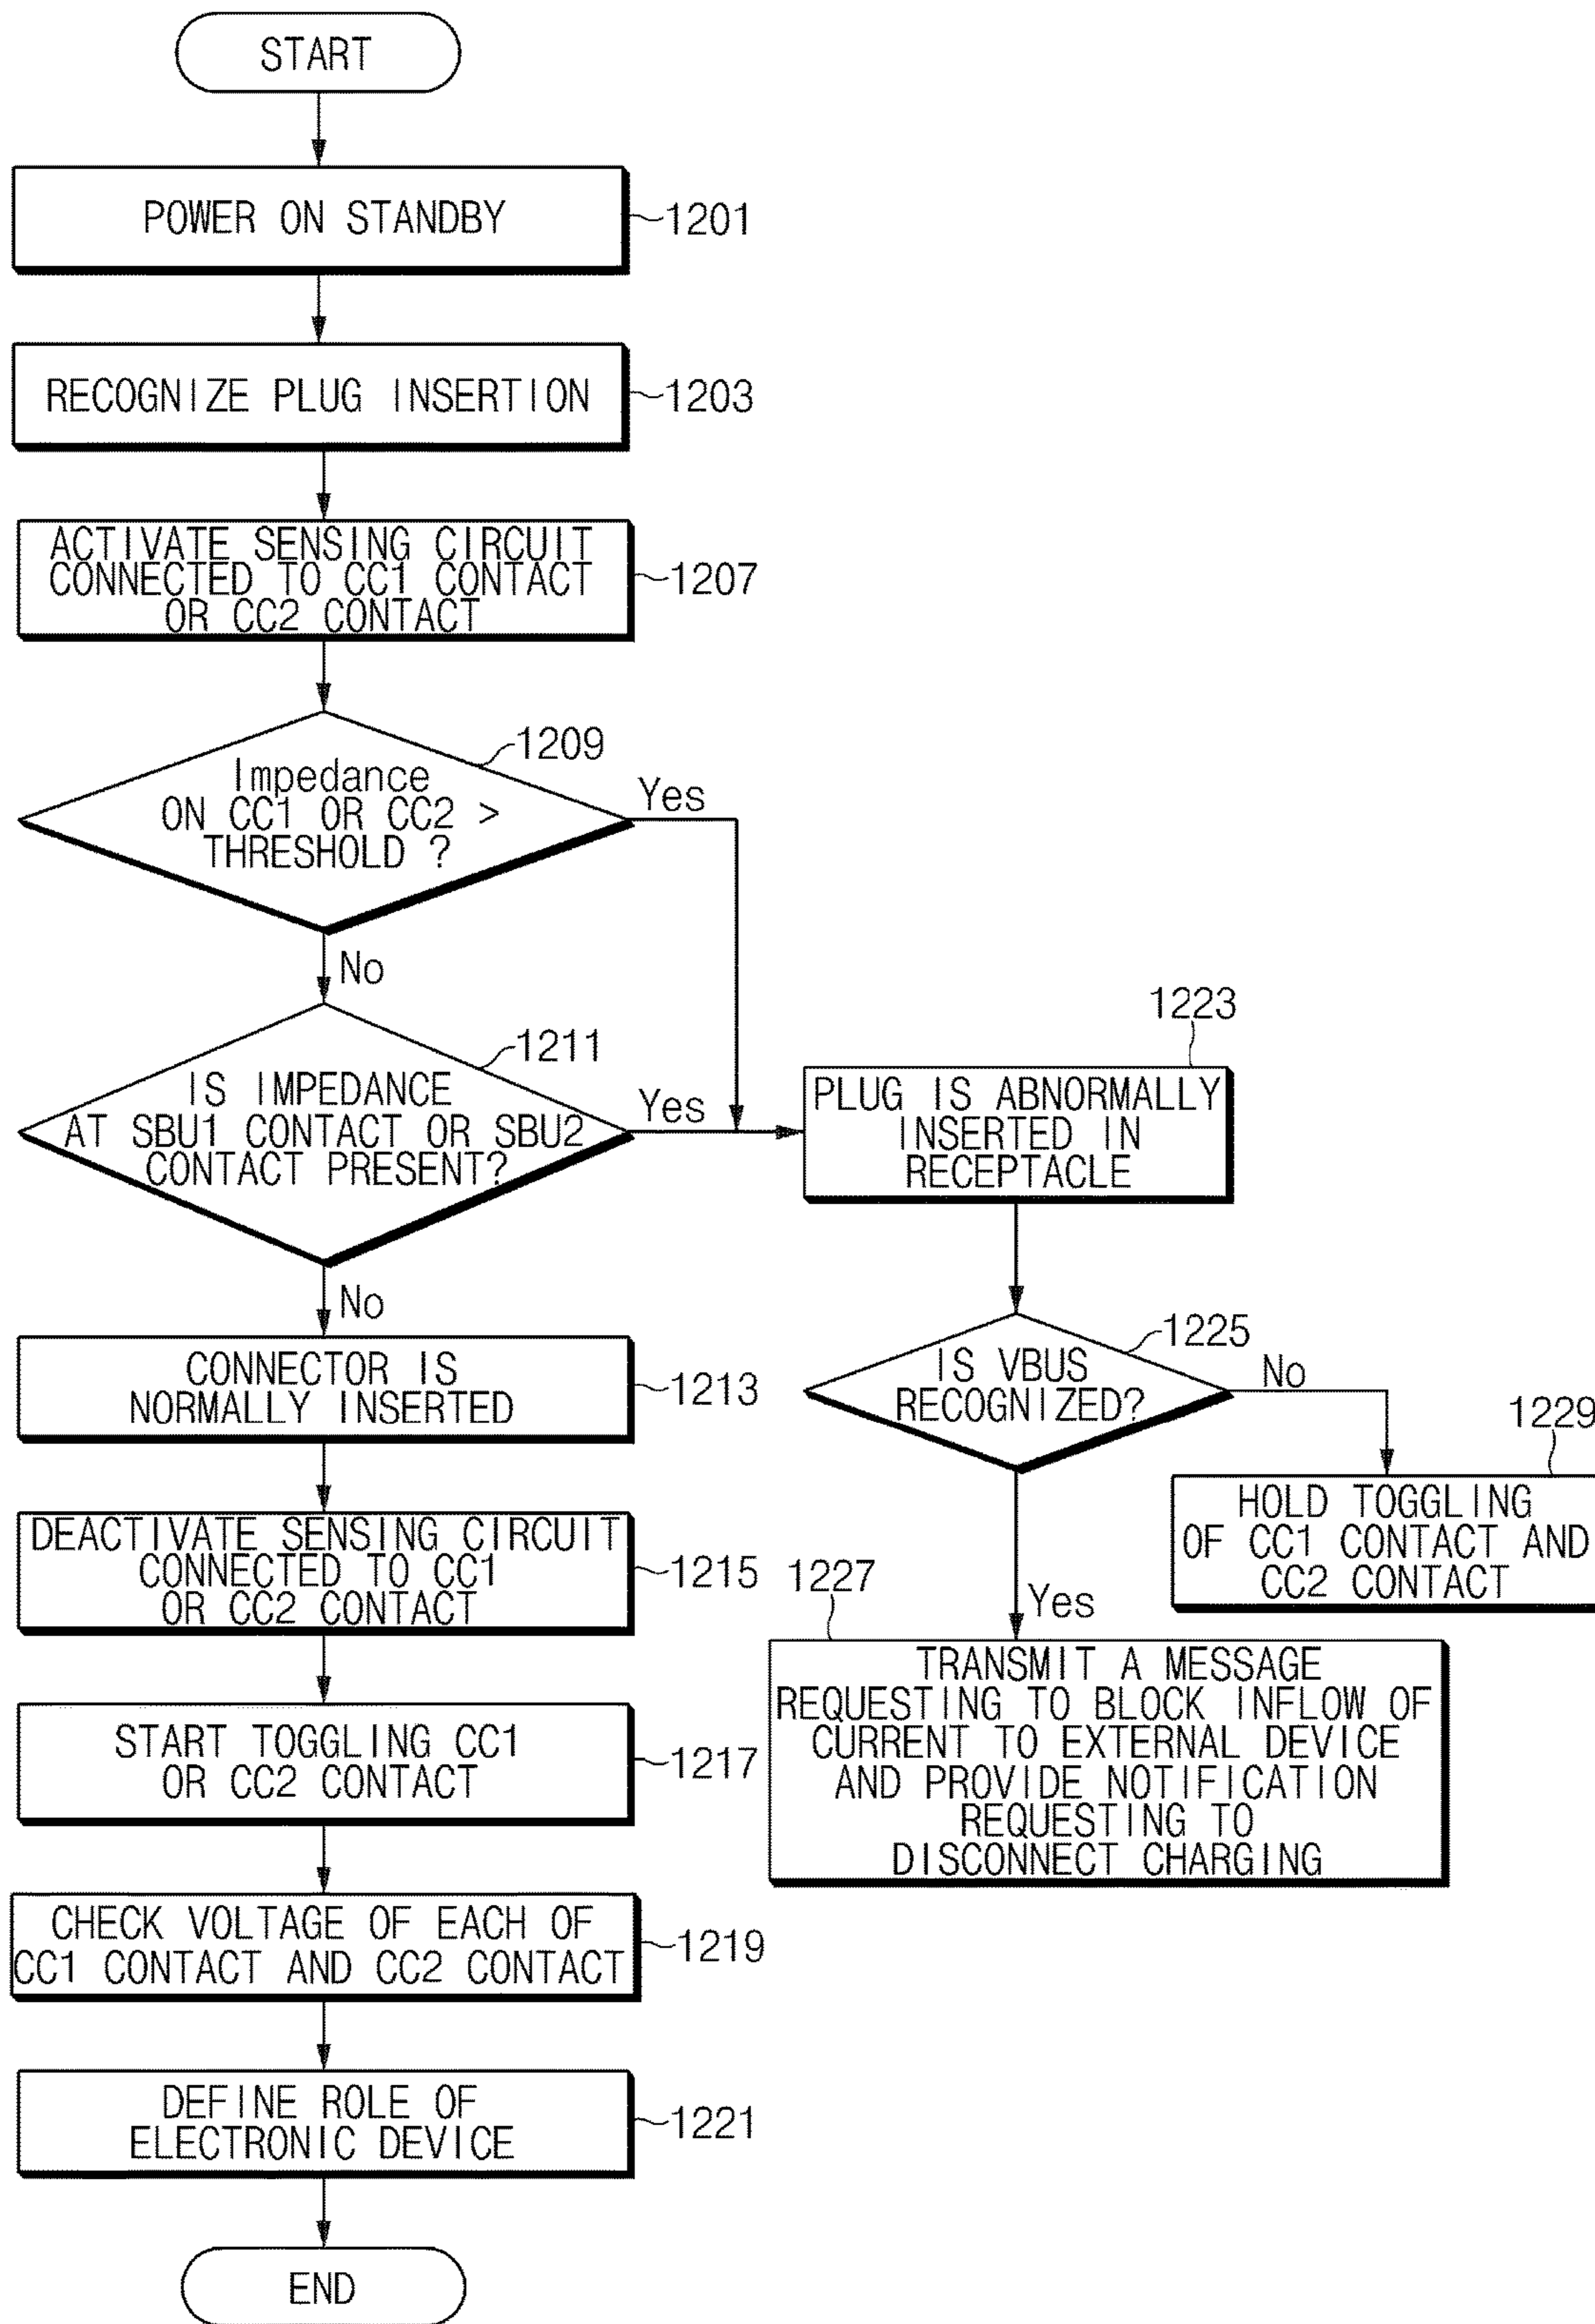 START
POWER ON STANDBY
1201
RECOGNIZE PLUG INSERTION
1203
ACTIVATE SENSING CIRCUIT
CONNECTED TO CC1 CONTACT
OR CC2 CONTACT
1207
1209
Impedance
ON CC1 OR CC2 >
THRESHOLD ?
Yes
No
1211
IS IMPEDANCE
AT SBU1 CONTACT OR SBU2
CONTACT PRESENT?
Yes
No
1223
PLUG IS ABNORMALLY
INSERTED IN
RECEPTACLE
CONNECTOR IS
NORMALLY INSERTED
1213
1225
IS VBUS
RECOGNIZED?
No
Yes
1229
HOLD TOGGLING
OF CC1 CONTACT AND
CC2 CONTACT
DEACTIVATE SENSING CIRCUIT
CONNECTED TO CC1
OR CC2 CONTACT
1215
1227
TRANSMIT A MESSAGE
REQUESTING TO BLOCK INFLOW OF
CURRENT TO EXTERNAL DEVICE
AND PROVIDE NOTIFICATION
REQUESTING TO
DISCONNECT CHARGING
START TOGGLING CC1
OR CC2 CONTACT
1217
CHECK VOLTAGE OF EACH OF
CC1 CONTACT AND CC2 CONTACT
1219
DEFINE ROLE OF
ELECTRONIC DEVICE
1221
END